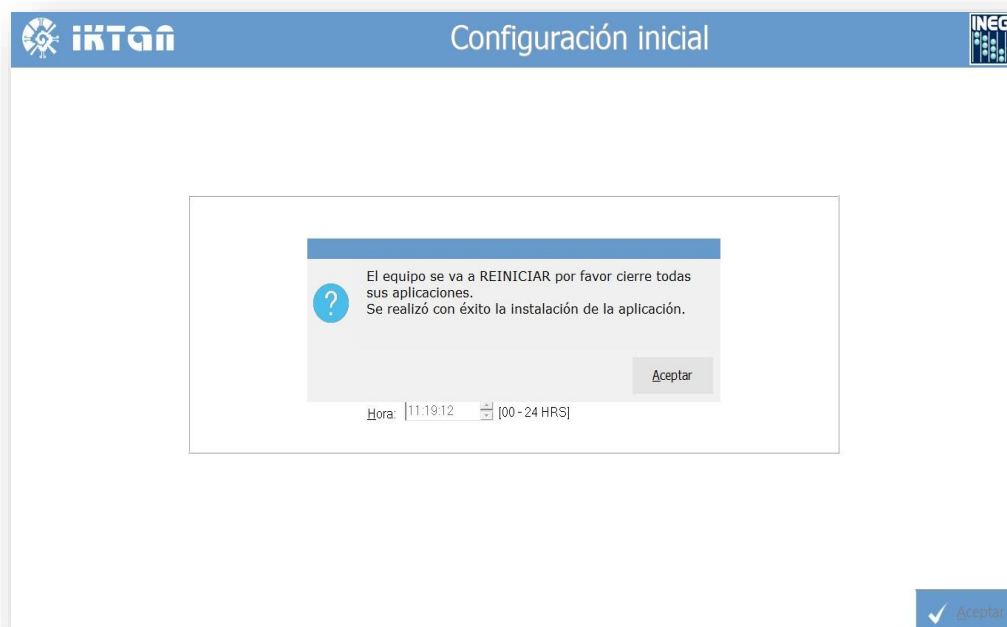 iKTAN
Configuración inicial
INEG
El equipo se va a REINICIAR por favor cierre todas
sus aplicaciones.
Se realizó con éxito la instalación de la aplicación.
Aceptar
Hora: 11:19:12 [00 - 24 HRS]
Aceptar